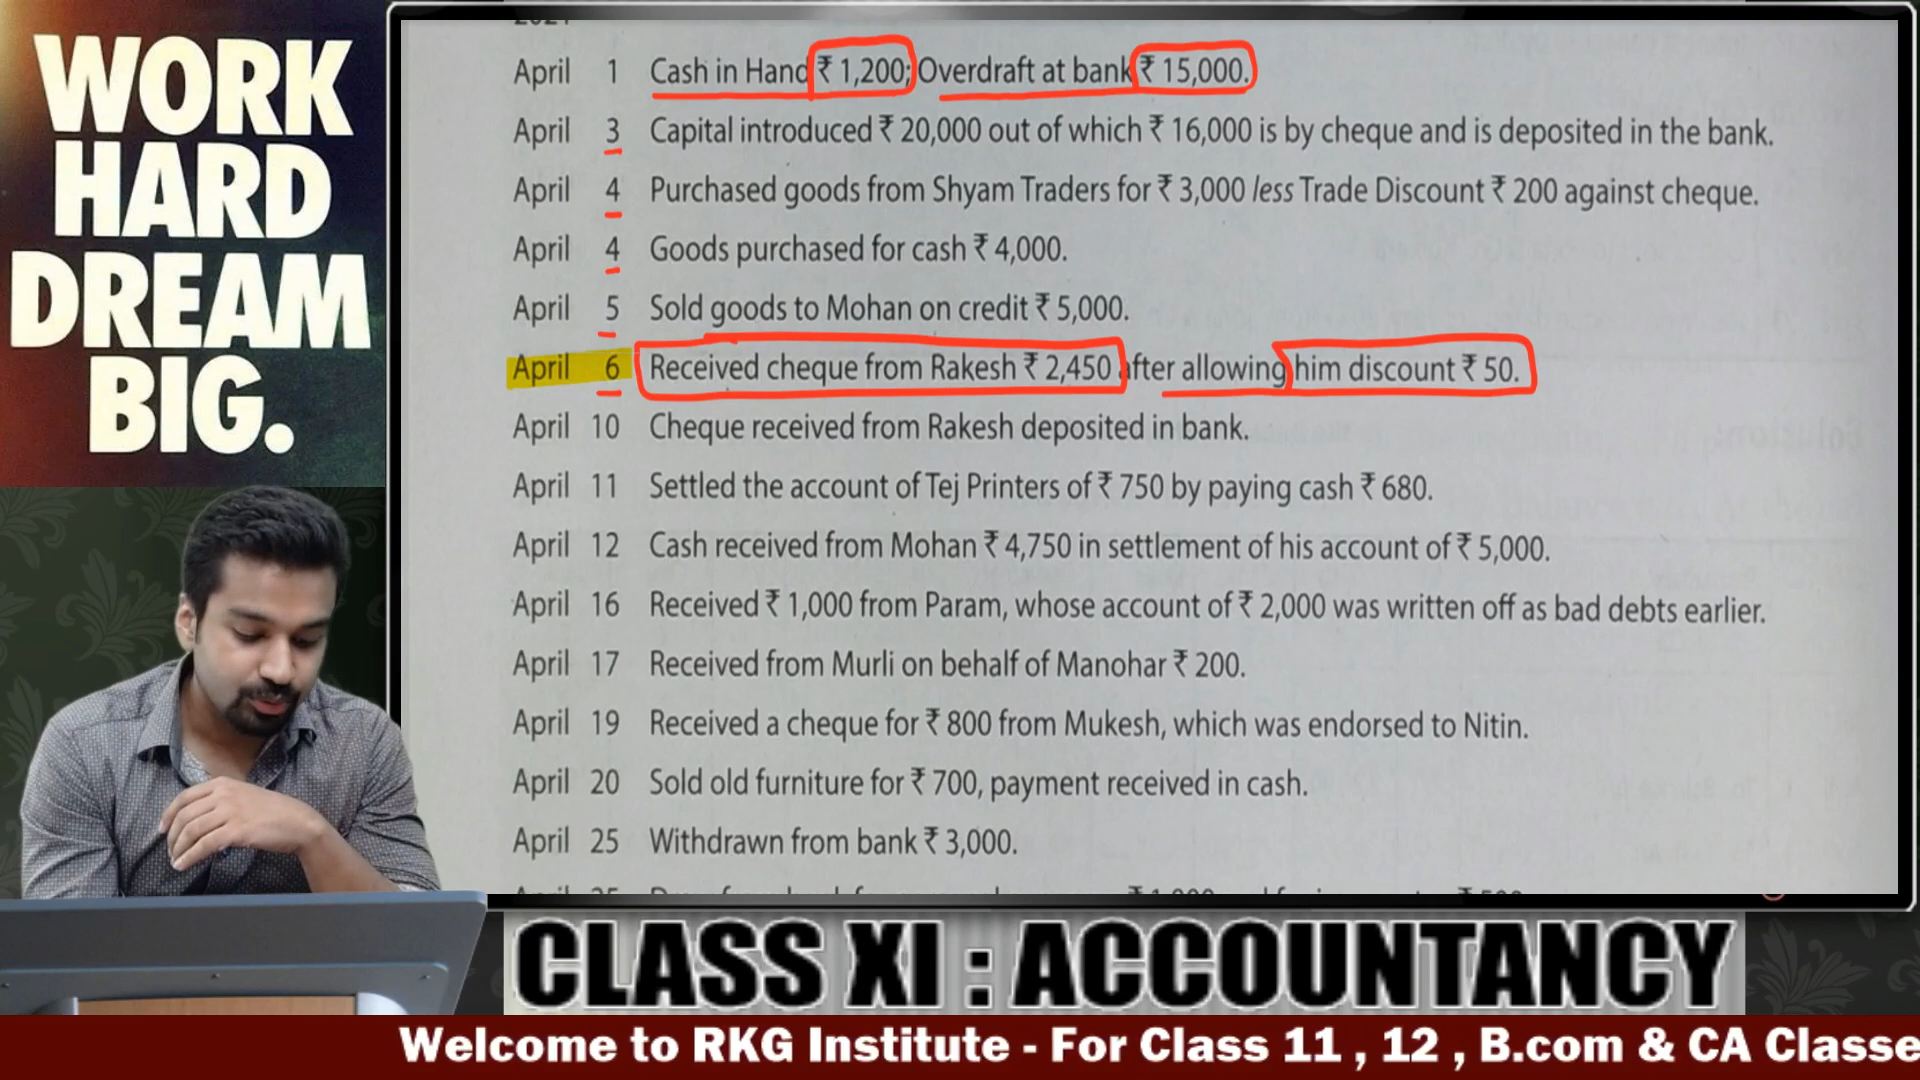 WORK
HARD
DREAM
BIG.
April 1 Cash in Hand ₹ 1,200; Overdraft at bank ₹ 15,000.
April 3 Capital introduced ₹ 20,000 out of which ₹ 16,000 is by cheque and is deposited in the bank.
April 4 Purchased goods from Shyam Traders for ₹ 3,000 less Trade Discount ₹ 200 against cheque.
April 4 Goods purchased for cash ₹ 4,000.
April 5 Sold goods to Mohan on credit ₹ 5,000.
April 6 Received cheque from Rakesh ₹ 2,450 after allowing him discount ₹ 50.
April 10 Cheque received from Rakesh deposited in bank.
April 11 Settled the account of Tej Printers of ₹ 750 by paying cash ₹ 680.
April 12 Cash received from Mohan ₹ 4,750 in settlement of his account of ₹ 5,000.
April 16 Received ₹ 1,000 from Param, whose account of ₹ 2,000 was written off as bad debts earlier.
April 17 Received from Murli on behalf of Manohar ₹ 200.
April 19 Received a cheque for ₹ 800 from Mukesh, which was endorsed to Nitin.
April 20 Sold old furniture for ₹ 700, payment received in cash.
April 25 Withdrawn from bank ₹ 3,000.
CLASS XI : ACCOUNTANCY
Welcome to RKG Institute - For Class 11 , 12 , B.com & CA Classe